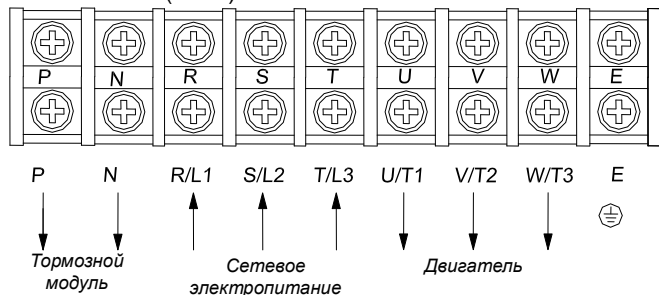 P N R S T U V W E
P N R/L1 S/L2 T/L3 U/T1 V/T2 W/T3 E
Тормозной Сетевое Двигатель
модуль электропитание